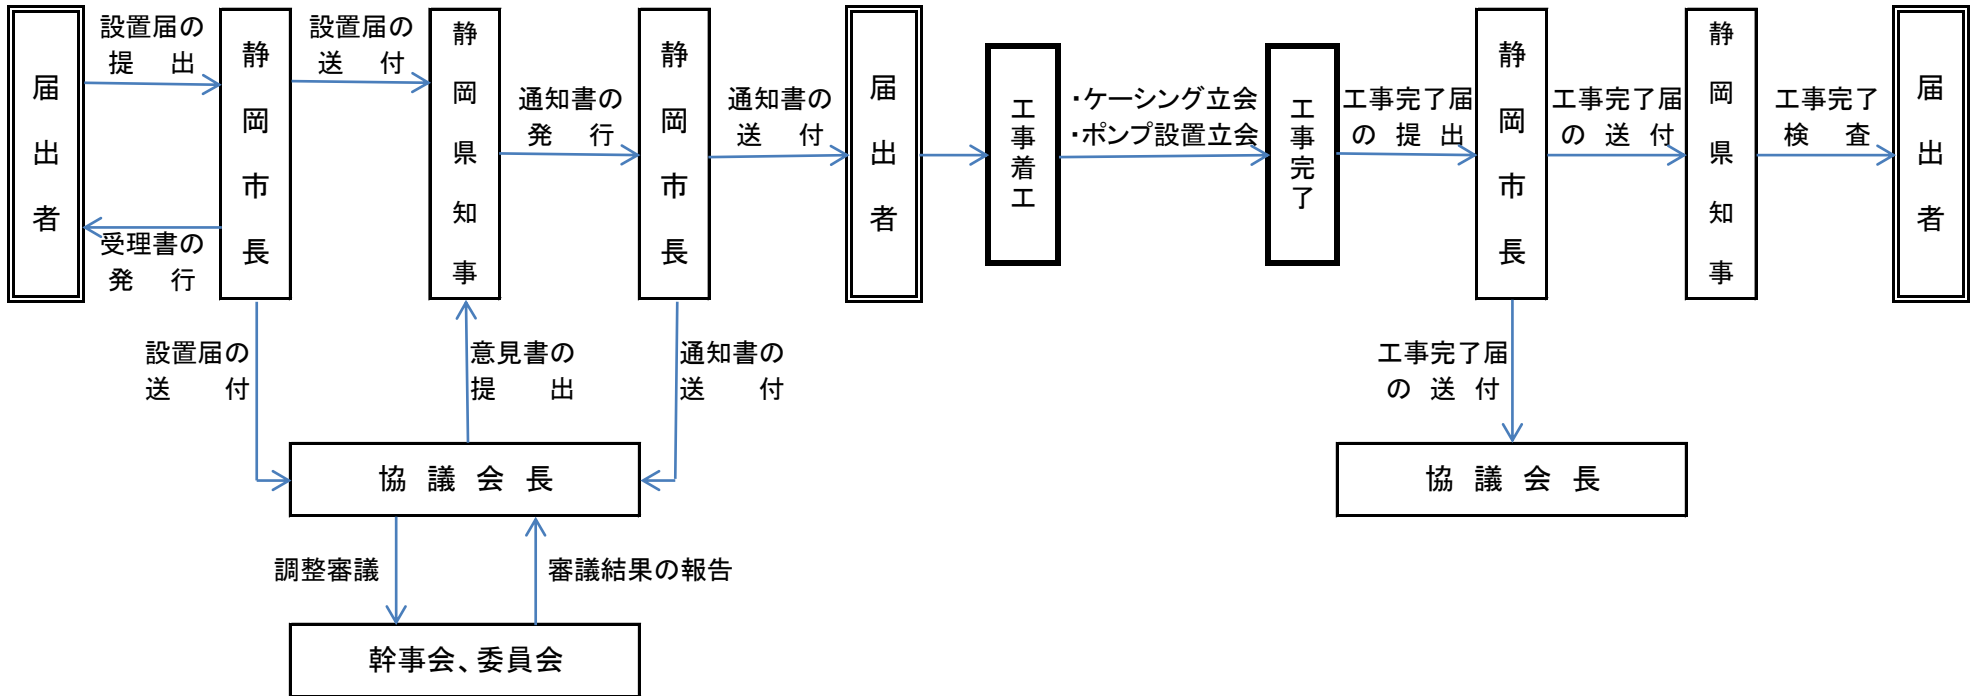 届出者
設置届の
提出
受理書の
発行
静岡市長
設置届の
送付
静岡県知事
通知書の
発行
静岡市長
通知書の
送付
届出者
工事着工
・ケーシング立会
・ポンプ設置立会
工事完了
工事完了届
の提出
静岡市長
工事完了届
の送付
静岡県知事
工事完了
検査
届出者
設置届の
送付
意見書の
提出
通知書の
送付
工事完了届
の送付
協議会長
協議会長
調整審議
審議結果の報告
幹事会、委員会